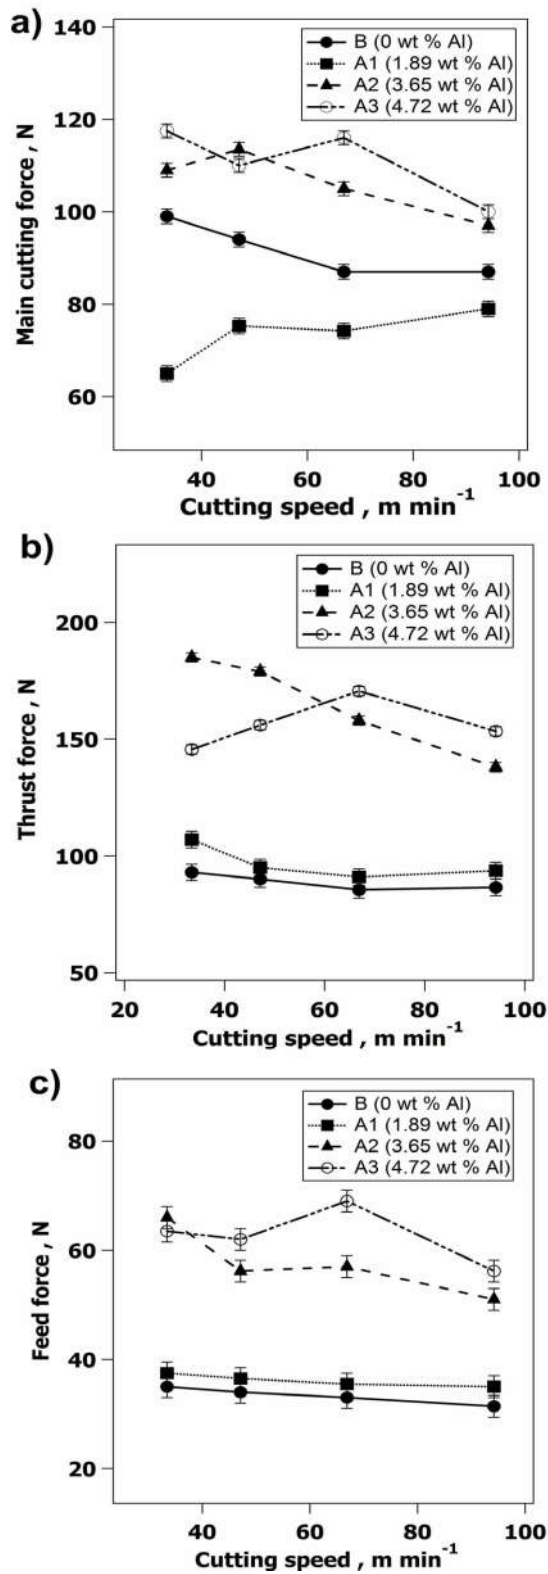 a)
140
120
100
80
60
Main cutting force , N
B (0 wt % Al)
A1 (1.89 wt % Al)
A2 (3.65 wt % Al)
A3 (4.72 wt % Al)
40 60 80 100
Cutting speed , m min⁻¹
b)
200
150
100
50
Thrust force , N
B (0 wt % Al)
A1 (1.89 wt % Al)
A2 (3.65 wt % Al)
A3 (4.72 wt % Al)
20 40 60 80 100
Cutting speed , m min⁻¹
c)
80
60
40
20
Feed force , N
B (0 wt % Al)
A1 (1.89 wt % Al)
A2 (3.65 wt % Al)
A3 (4.72 wt % Al)
40 60 80 100
Cutting speed , m min⁻¹